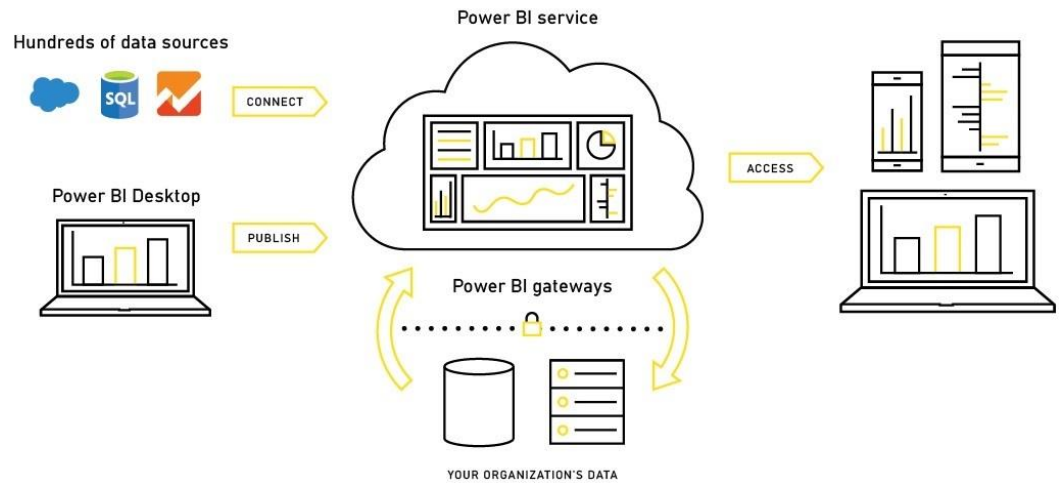 Power BI service
Hundreds of data sources
SQL
CONNECT
ACCESS
Power BI Desktop
PUBLISH
Power BI gateways
YOUR ORGANIZATION'S DATA